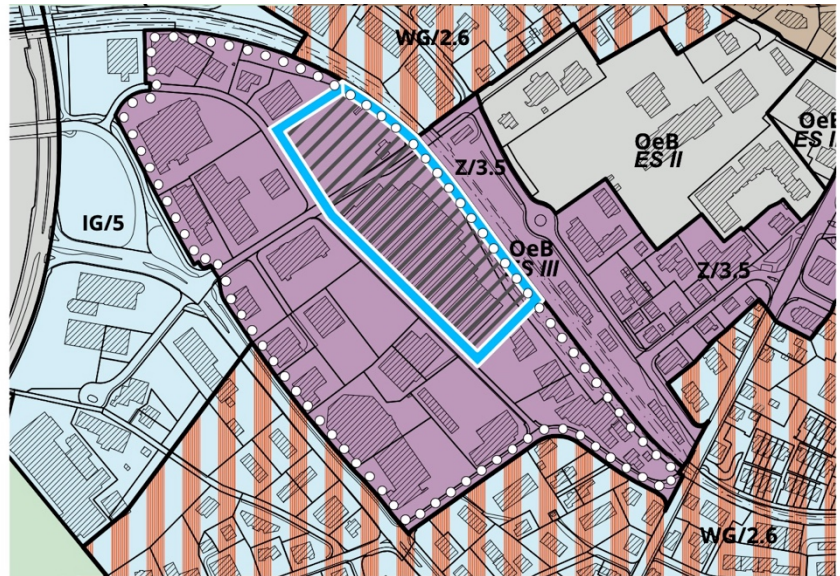 WG/2.6
OeB
ES II
OeB
ES I
Z/3.5
IG/5
OeB
ES III
Z/3.5
WG/2.6